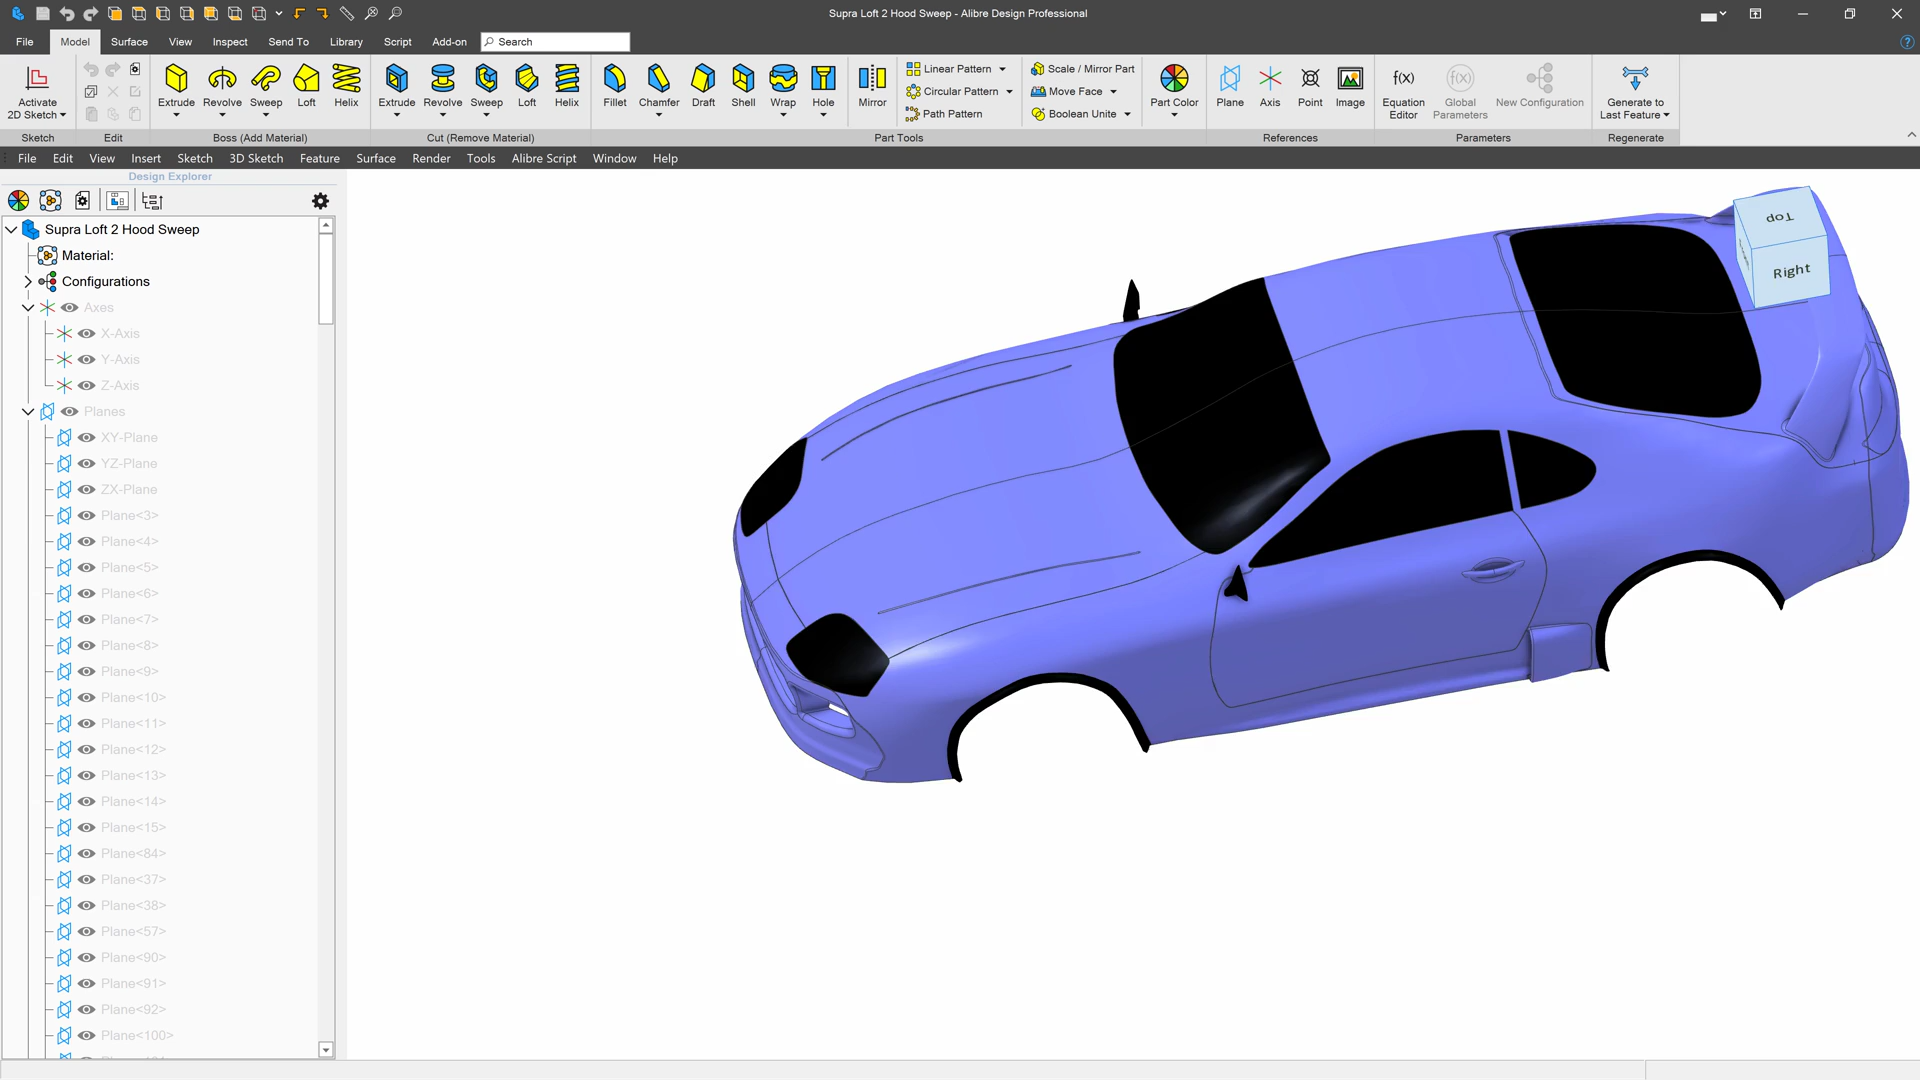 Supra Loft 2 Hood Sweep - Alibre Design Professional
File Model Surface View Inspect Send To Library Script Add-on Search
Activate 2D Sketch
Extrude Revolve Sweep Loft Helix
Extrude Revolve Sweep Loft Helix
Fillet Chamfer Draft Shell Wrap Hole Mirror
Linear Pattern
Circular Pattern
Path Pattern
Scale / Mirror Part
Move Face
Boolean Unite
Part Color
Plane Axis Point Image
f(x) Equation Editor
f(x) Global Parameters
New Configuration
Generate to Last Feature
Sketch Edit Boss (Add Material) Cut (Remove Material) Part Tools References Parameters Regenerate
File Edit View Insert Sketch 3D Sketch Feature Surface Render Tools Alibre Script Window Help
Design Explorer
Supra Loft 2 Hood Sweep
Material:
Configurations
Axes
X-Axis
Y-Axis
Z-Axis
Planes
XY-Plane
YZ-Plane
ZX-Plane
Plane<3>
Plane<4>
Plane<5>
Plane<6>
Plane<7>
Plane<8>
Plane<9>
Plane<10>
Plane<11>
Plane<12>
Plane<13>
Plane<14>
Plane<15>
Plane<84>
Plane<37>
Plane<38>
Plane<57>
Plane<90>
Plane<91>
Plane<92>
Plane<100>
Top
Right